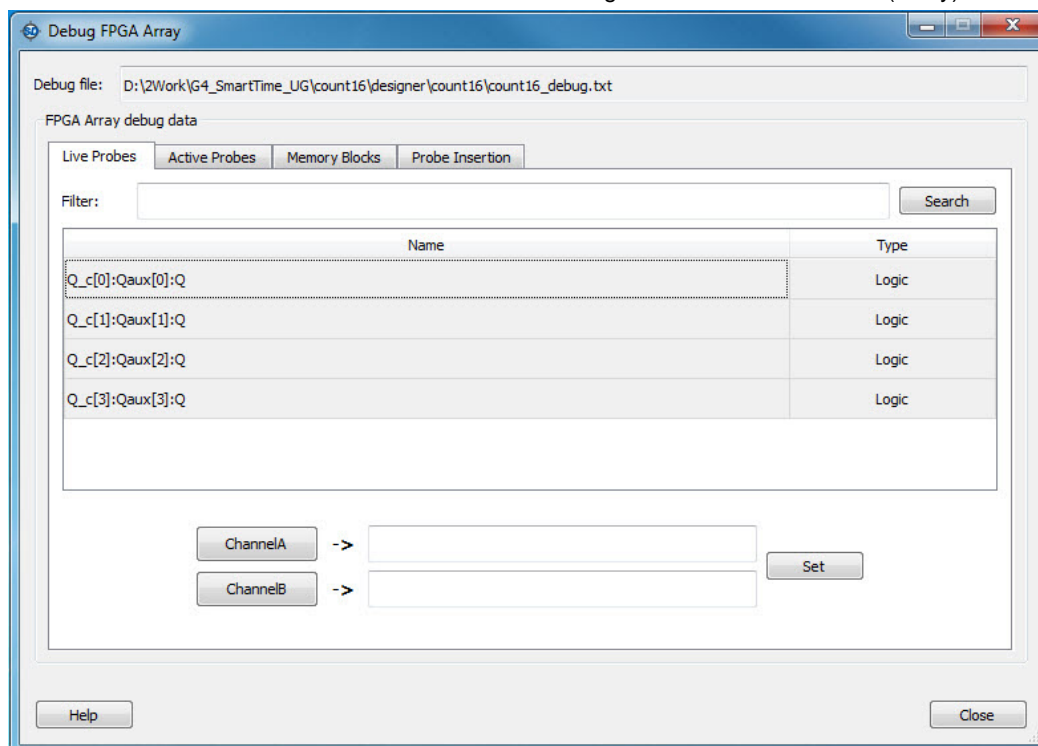 Debug FPGA Array
Debug file: D:\2Work\G4_SmartTime_UG\count16\designer\count16\count16_debug.txt
FPGA Array debug data
Live Probes Active Probes Memory Blocks Probe Insertion
Filter: Search
Name Type
Q_c[0]:Qaux[0]:Q Logic
Q_c[1]:Qaux[1]:Q Logic
Q_c[2]:Qaux[2]:Q Logic
Q_c[3]:Qaux[3]:Q Logic
ChannelA ->
Set
ChannelB ->
Help Close